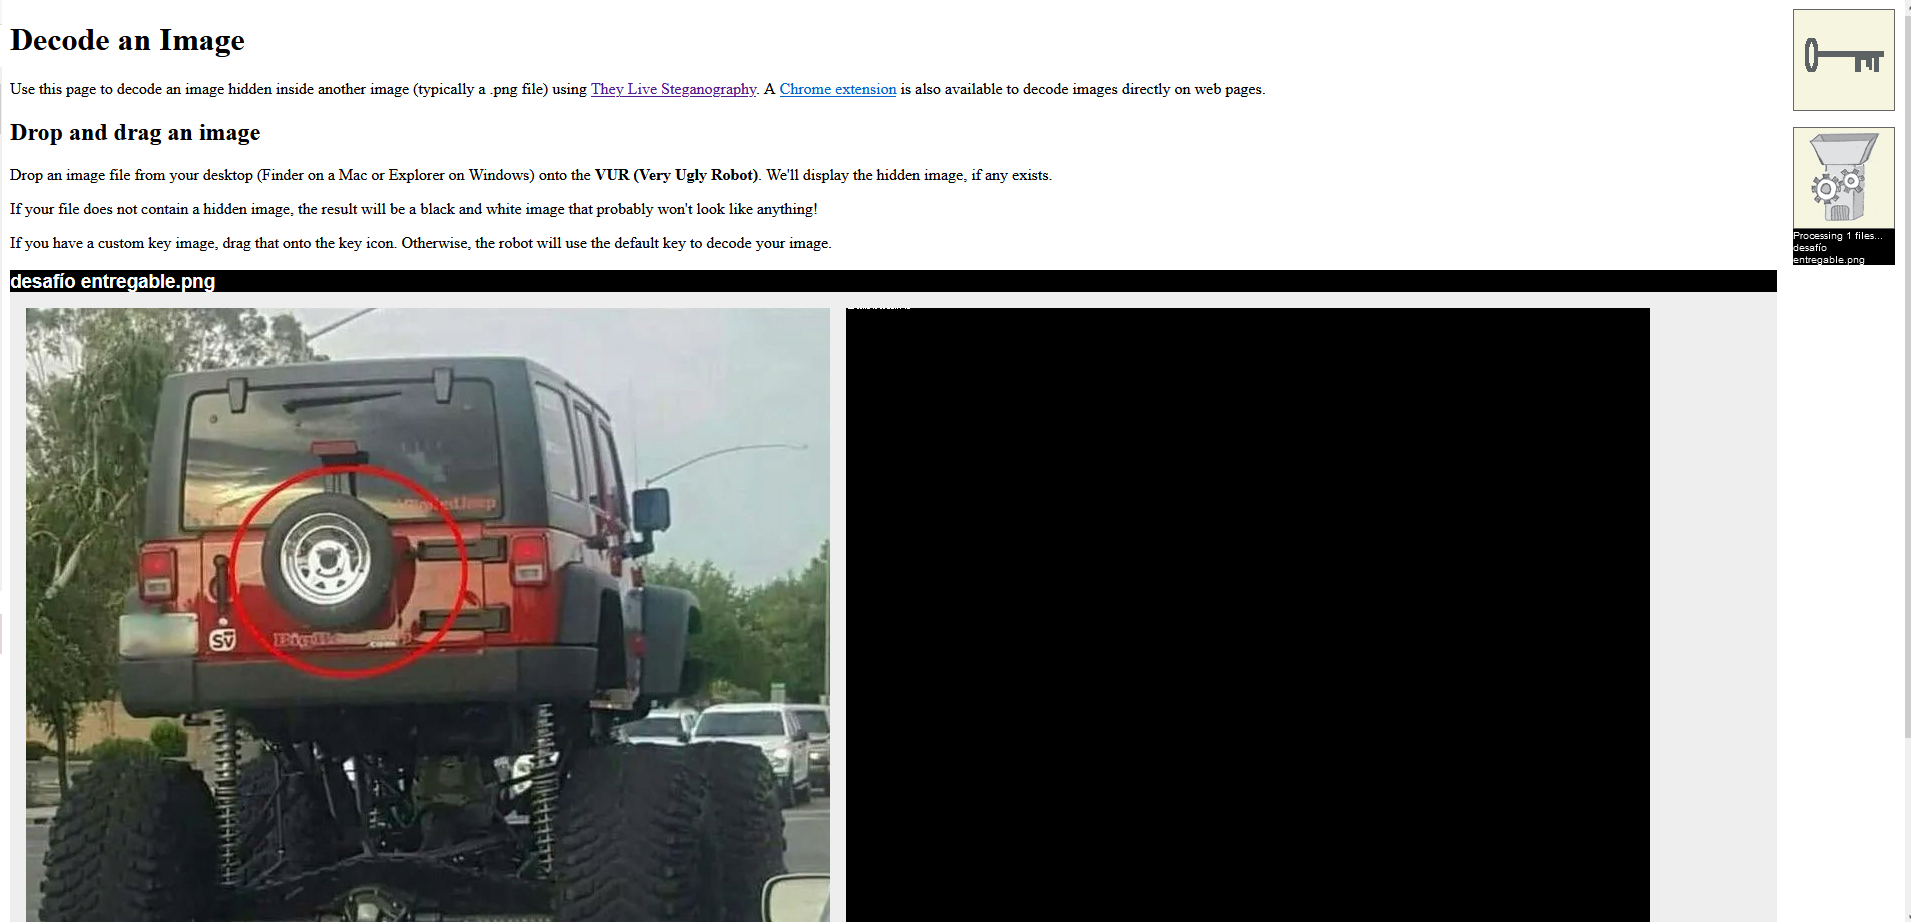 Decode an Image
Use this page to decode an image hidden inside another image (typically a .png file) using They Live Steganography. A Chrome extension is also available to decode images directly on web pages.
Drop and drag an image
Drop an image file from your desktop (Finder on a Mac or Explorer on Windows) onto the VUR (Very Ugly Robot). We'll display the hidden image, if any exists.
If your file does not contain a hidden image, the result will be a black and white image that probably won't look like anything!
If you have a custom key image, drag that onto the key icon. Otherwise, the robot will use the default key to decode your image.
Processing 1 files...
desafío
entregable.png
desafío entregable.png
SV